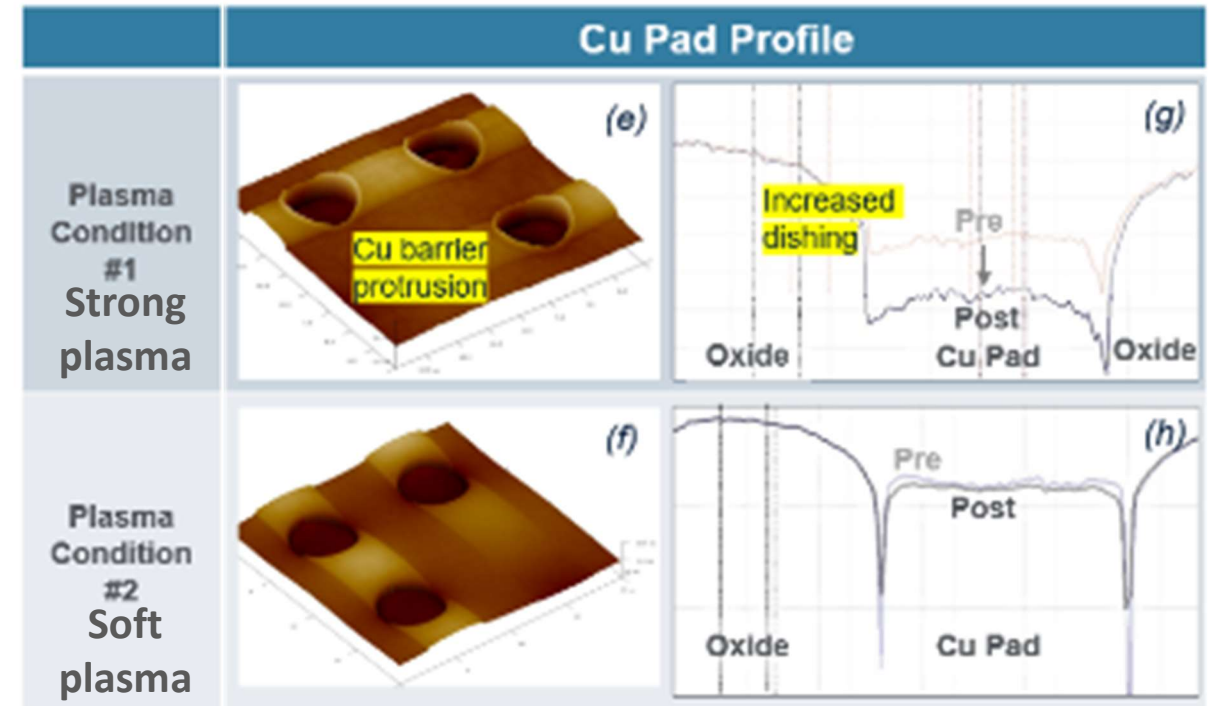 Cu Pad Profile
Plasma
Condition
#1
Strong
plasma
(e)
Cu barrier
protrusion
(g)
Increased
dishing
Pre
Post
Oxide
Cu Pad
Oxide
Plasma
Condition
#2
Soft
plasma
(f)
(h)
Pre
Post
Oxide
Cu Pad